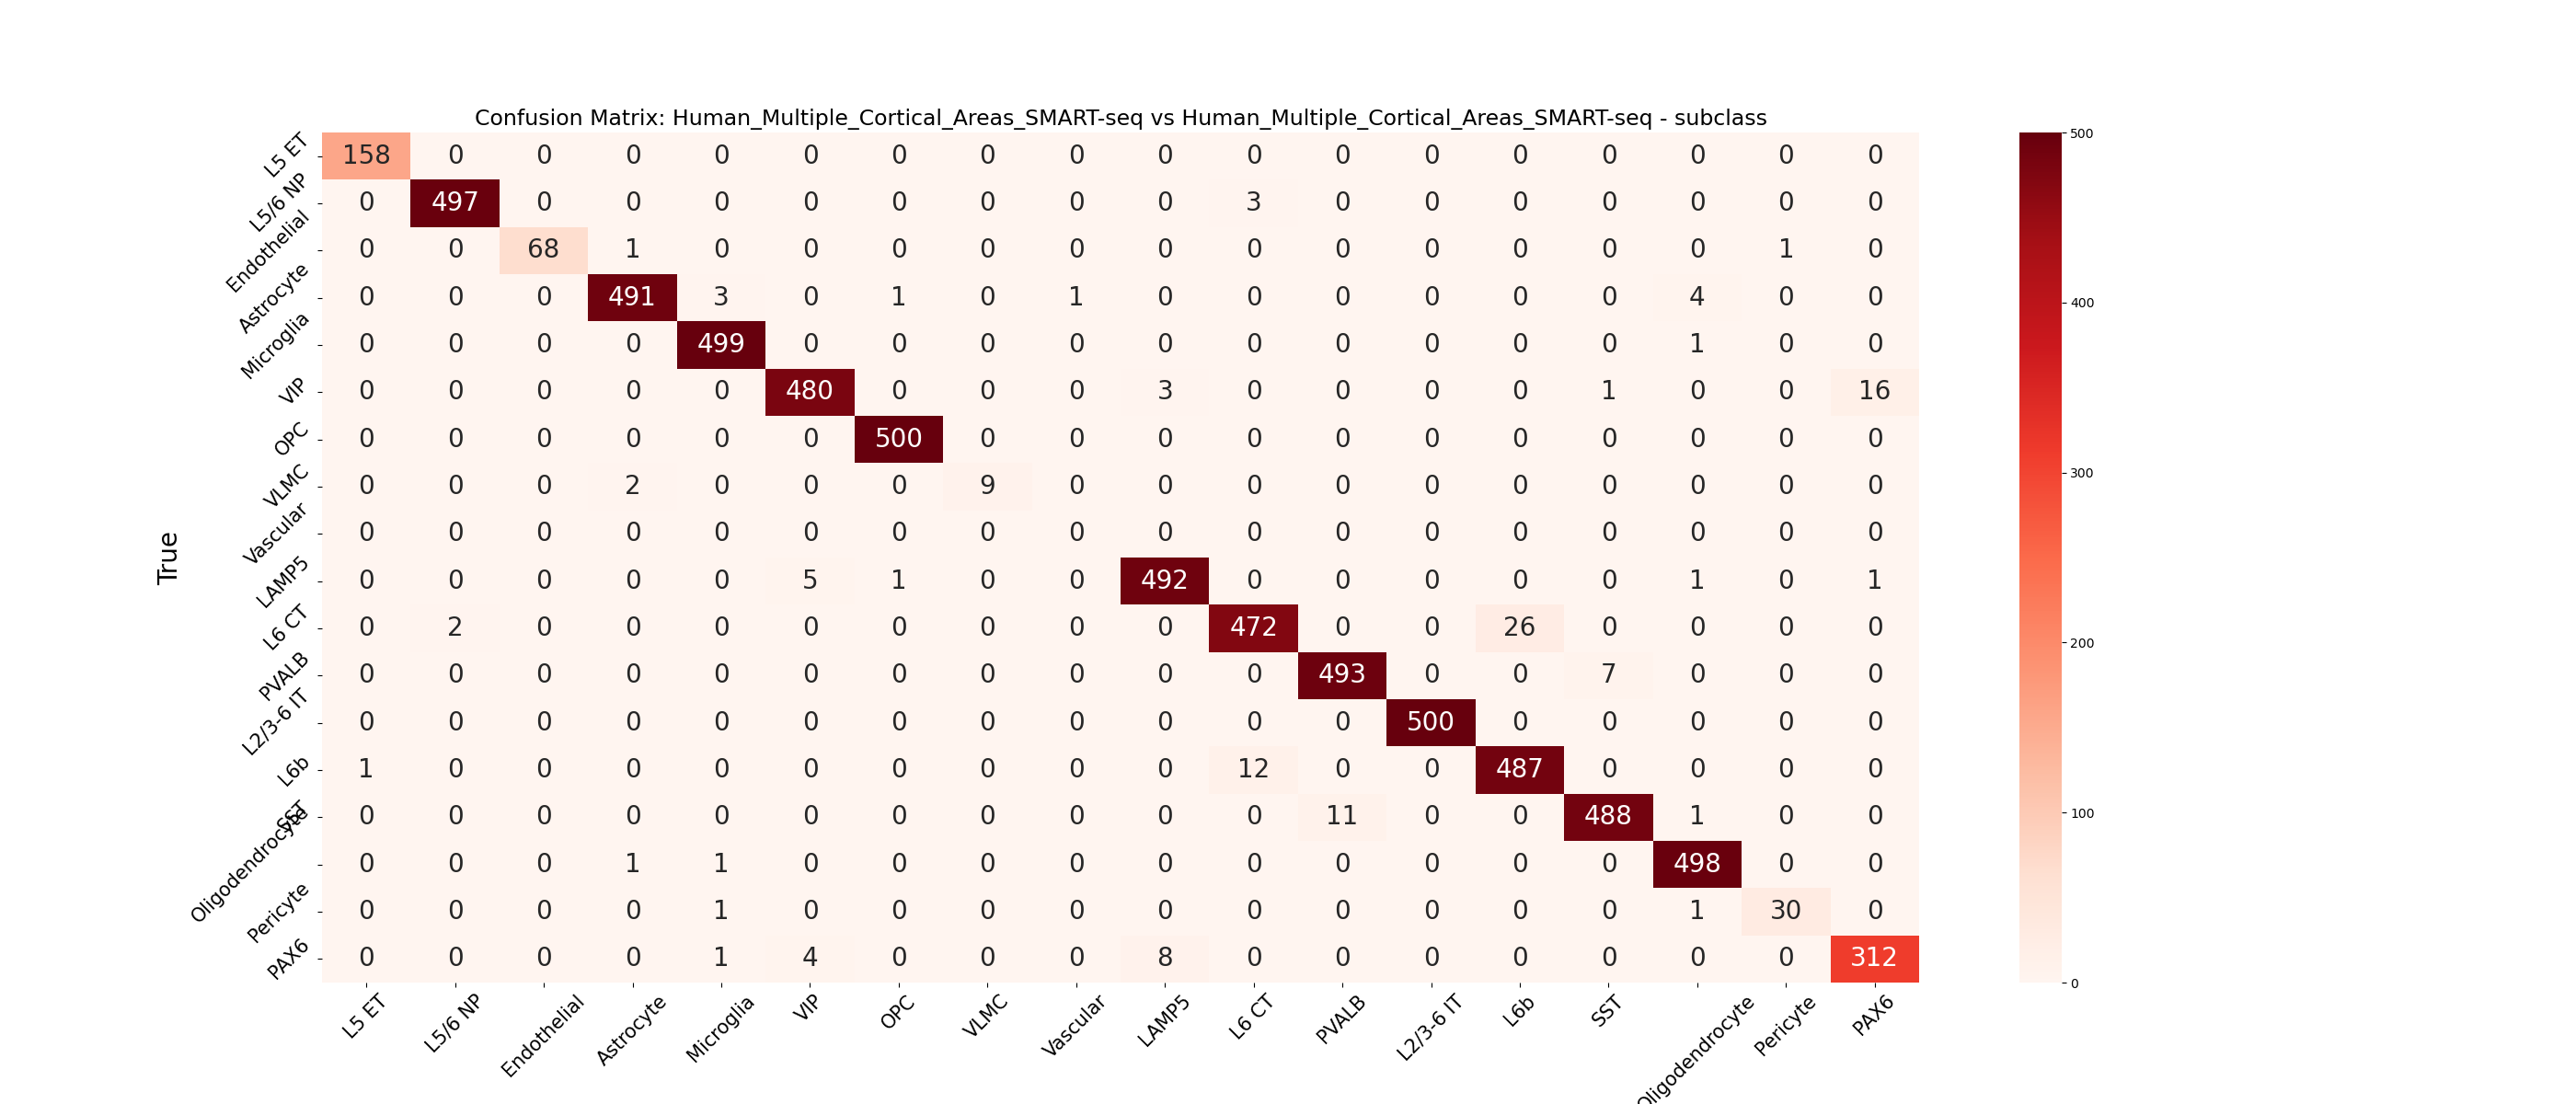 Confusion Matrix: Human_Multiple_Cortical_Areas_SMART-seq vs Human_Multiple_Cortical_Areas_SMART-seq - subclass
L5 ET 158 0 0 0 0 0 0 0 0 0 0 0 0 0 0 0 0 0
L5/6 NP 0 497 0 0 0 0 0 0 0 0 3 0 0 0 0 0 0 0
Endothelial 0 0 68 1 0 0 0 0 0 0 0 0 0 0 0 0 1 0
Astrocyte 0 0 0 491 3 0 1 0 1 0 0 0 0 0 0 4 0 0
Microglia 0 0 0 0 499 0 0 0 0 0 0 0 0 0 0 1 0 0
VIP 0 0 0 0 0 480 0 0 0 3 0 0 0 0 1 0 0 16
OPC 0 0 0 0 0 0 500 0 0 0 0 0 0 0 0 0 0 0
VLMC 0 0 0 2 0 0 0 9 0 0 0 0 0 0 0 0 0 0
Vascular 0 0 0 0 0 0 0 0 0 0 0 0 0 0 0 0 0 0
LAMP5 0 0 0 0 0 5 1 0 0 492 0 0 0 0 0 1 0 1
L6 CT 0 2 0 0 0 0 0 0 0 0 472 0 0 26 0 0 0 0
PVALB 0 0 0 0 0 0 0 0 0 0 0 493 0 0 7 0 0 0
L2/3-6 IT 0 0 0 0 0 0 0 0 0 0 0 0 500 0 0 0 0 0
L6b 1 0 0 0 0 0 0 0 0 0 12 0 0 487 0 0 0 0
SST 0 0 0 0 0 0 0 0 0 0 0 11 0 0 488 1 0 0
Oligodendrocyte 0 0 0 1 1 0 0 0 0 0 0 0 0 0 0 498 0 0
Pericyte 0 0 0 0 1 0 0 0 0 0 0 0 0 0 0 1 30 0
PAX6 0 0 0 0 1 4 0 0 0 8 0 0 0 0 0 0 0 312
True
L5 ET L5/6 NP Endothelial Astrocyte Microglia VIP OPC VLMC Vascular LAMP5 L6 CT PVALB L2/3-6 IT L6b SST Oligodendrocyte Pericyte PAX6
500
400
300
200
100
0